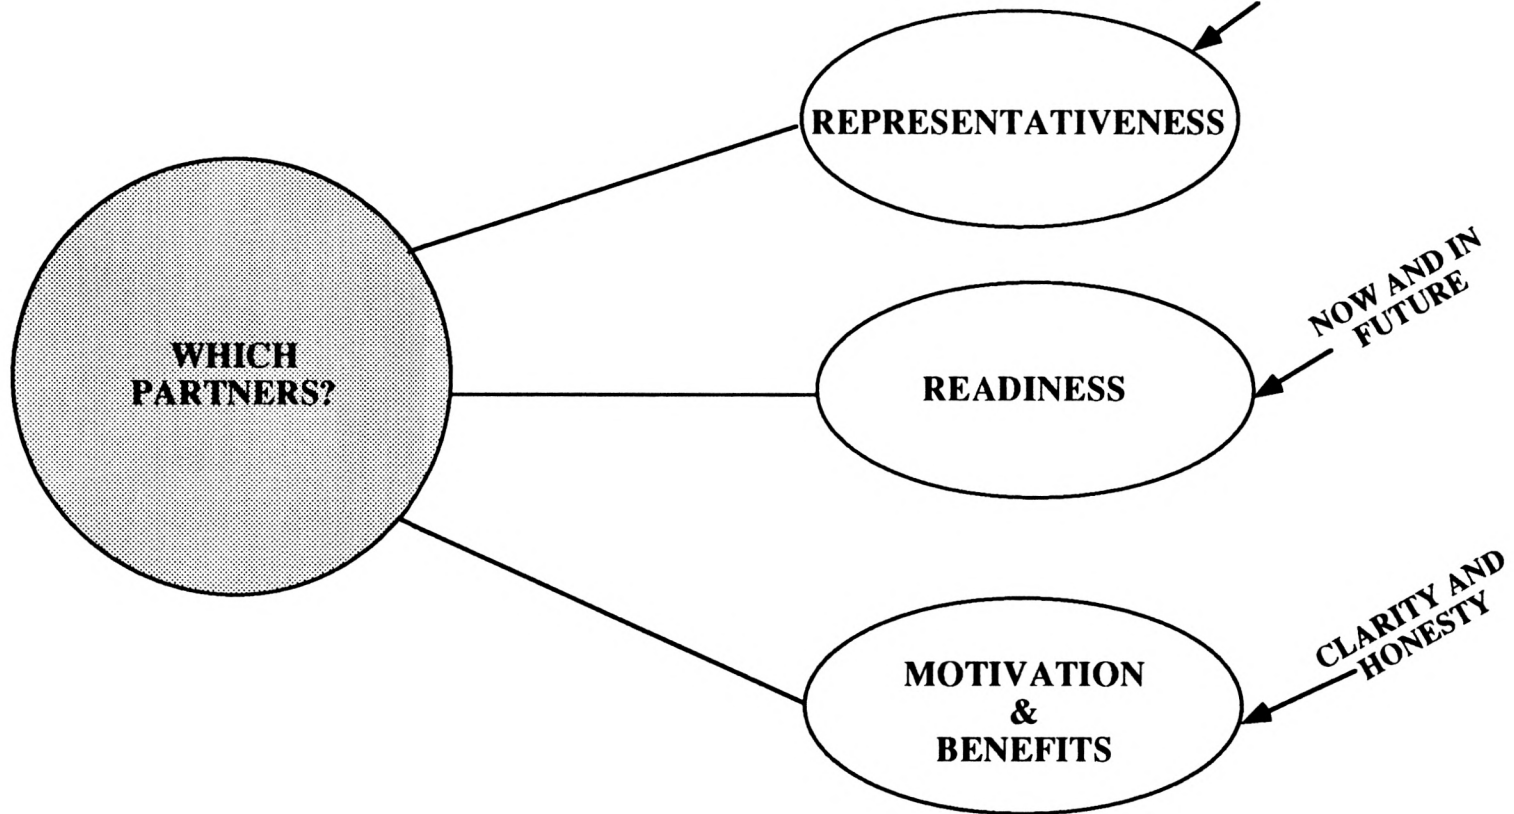 REPRESENTATIVENESS
NOW AND IN
FUTURE
WHICH
PARTNERS?
READINESS
CLARITY AND
HONESTY
MOTIVATION
&
BENEFITS